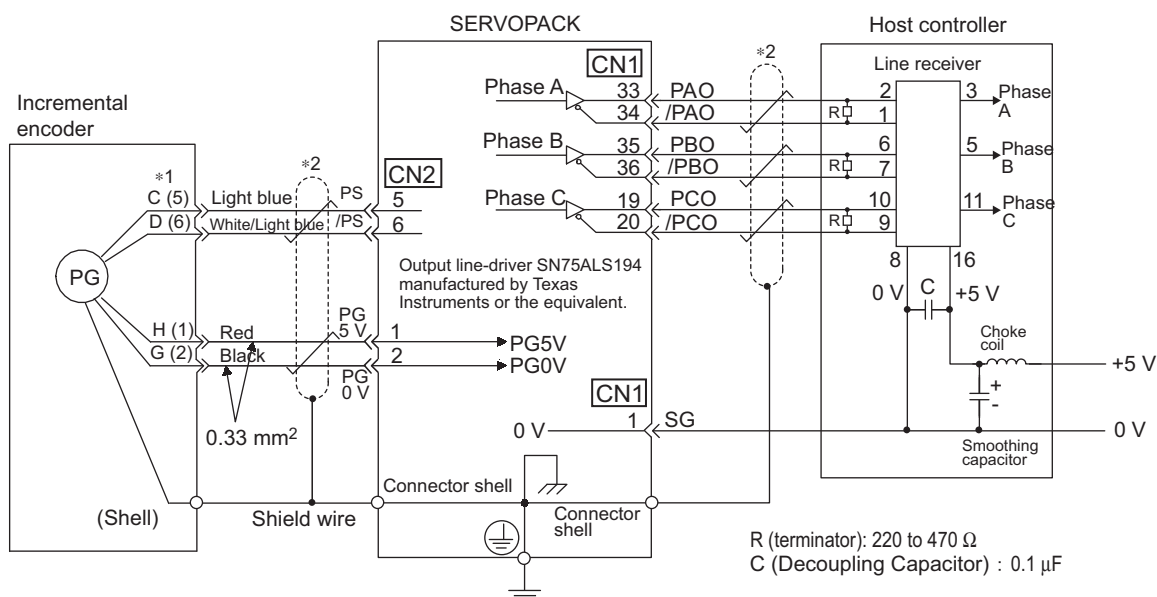 SERVOPACK
Host controller
Incremental
encoder
*1
C (5)
D (6)
PG
H (1)
G (2)
(Shell)
*2
Light blue
White/Light blue
PS
/PS
Red
Black
PG
5 V
PG
0 V
0.33 mm²
Shield wire
CN2
5
6
1
2
PG5V
PG0V
Output line-driver SN75ALS194
manufactured by Texas
Instruments or the equivalent.
CN1
Phase A
33
34
Phase B
35
36
Phase C
19
20
CN1
0 V
1
SG
Connector shell
Connector
shell
*2
PAO
/PAO
PBO
/PBO
PCO
/PCO
Line receiver
R
2
1
3
Phase
A
R
6
7
5
Phase
B
R
10
9
11
Phase
C
8
16
0 V
C
+5 V
Choke
coil
+5 V
+
-
0 V
Smoothing
capacitor
R (terminator): 220 to 470 Ω
C (Decoupling Capacitor) : 0.1 μF